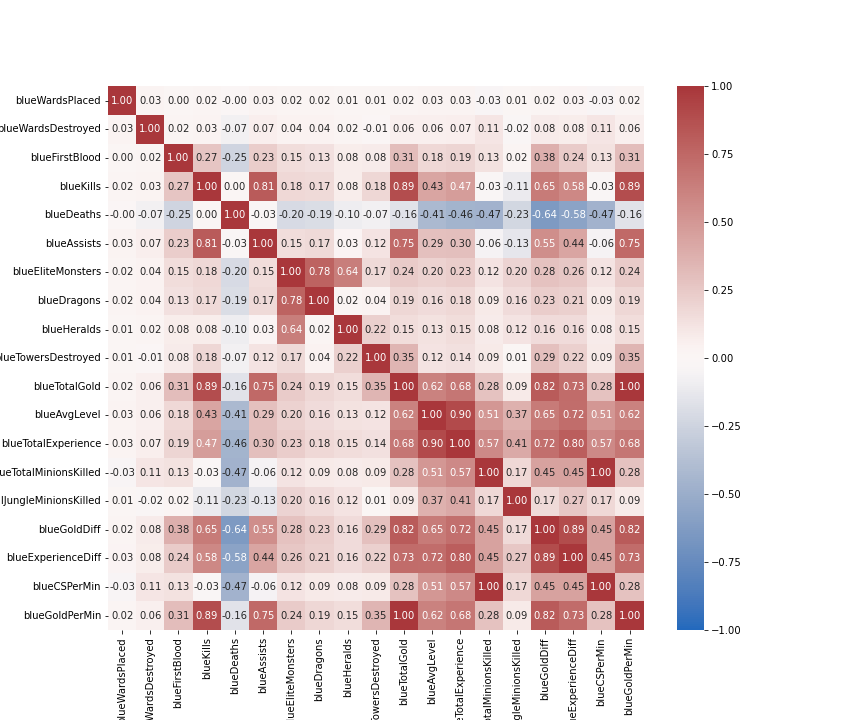 blueWardsPlaced 1.00 0.03 0.00 0.02 -0.00 0.03 0.02 0.02 0.01 0.01 0.02 0.03 0.03 -0.03 0.01 0.02 0.03 -0.03 0.02
blueWardsDestroyed 0.03 1.00 0.02 0.03 -0.07 0.07 0.04 0.04 0.02 -0.01 0.06 0.06 0.07 0.11 -0.02 0.08 0.08 0.11 0.06
blueFirstBlood 0.00 0.02 1.00 0.27 -0.25 0.23 0.15 0.13 0.08 0.08 0.31 0.18 0.19 0.13 0.02 0.38 0.24 0.13 0.31
blueKills 0.02 0.03 0.27 1.00 0.00 0.81 0.18 0.17 0.08 0.18 0.89 0.43 0.47 -0.03 -0.11 0.65 0.58 -0.03 0.89
blueDeaths -0.00 -0.07 -0.25 0.00 1.00 -0.03 -0.20 -0.19 -0.10 -0.07 -0.16 -0.41 -0.46 -0.47 -0.23 -0.64 -0.58 -0.47 -0.16
blueAssists 0.03 0.07 0.23 0.81 -0.03 1.00 0.15 0.17 0.03 0.12 0.75 0.29 0.30 -0.06 -0.13 0.55 0.44 -0.06 0.75
blueEliteMonsters 0.02 0.04 0.15 0.18 -0.20 0.15 1.00 0.78 0.64 0.17 0.24 0.20 0.23 0.12 0.20 0.28 0.26 0.12 0.24
blueDragons 0.02 0.04 0.13 0.17 -0.19 0.17 0.78 1.00 0.02 0.04 0.19 0.16 0.18 0.09 0.16 0.23 0.21 0.09 0.19
blueHeralds 0.01 0.02 0.08 0.08 -0.10 0.03 0.64 0.02 1.00 0.22 0.15 0.13 0.15 0.08 0.12 0.16 0.16 0.08 0.15
blueTowersDestroyed 0.01 -0.01 0.08 0.18 -0.07 0.12 0.17 0.04 0.22 1.00 0.35 0.12 0.14 0.09 0.01 0.29 0.22 0.09 0.35
blueTotalGold 0.02 0.06 0.31 0.89 -0.16 0.75 0.24 0.19 0.15 0.35 1.00 0.62 0.68 0.28 0.09 0.82 0.73 0.28 1.00
blueAvgLevel 0.03 0.06 0.18 0.43 -0.41 0.29 0.20 0.16 0.13 0.12 0.62 1.00 0.90 0.51 0.37 0.65 0.72 0.51 0.62
blueTotalExperience 0.03 0.07 0.19 0.47 -0.46 0.30 0.23 0.18 0.15 0.14 0.68 0.90 1.00 0.57 0.41 0.72 0.80 0.57 0.68
ueTotalMinionsKilled -0.03 0.11 0.13 -0.03 -0.47 -0.06 0.12 0.09 0.08 0.09 0.28 0.51 0.57 1.00 0.17 0.45 0.45 1.00 0.28
lJungleMinionsKilled 0.01 -0.02 0.02 -0.11 -0.23 -0.13 0.20 0.16 0.12 0.01 0.09 0.37 0.41 0.17 1.00 0.17 0.27 0.17 0.09
blueGoldDiff 0.02 0.08 0.38 0.65 -0.64 0.55 0.28 0.23 0.16 0.29 0.82 0.65 0.72 0.45 0.17 1.00 0.89 0.45 0.82
blueExperienceDiff 0.03 0.08 0.24 0.58 -0.58 0.44 0.26 0.21 0.16 0.22 0.73 0.72 0.80 0.45 0.27 0.89 1.00 0.45 0.73
blueCSPerMin -0.03 0.11 0.13 -0.03 -0.47 -0.06 0.12 0.09 0.08 0.09 0.28 0.51 0.57 1.00 0.17 0.45 0.45 1.00 0.28
blueGoldPerMin 0.02 0.06 0.31 0.89 -0.16 0.75 0.24 0.19 0.15 0.35 1.00 0.62 0.68 0.28 0.09 0.82 0.73 0.28 1.00
blueWardsPlaced
WardsDestroyed
blueFirstBlood
blueKills
blueDeaths
blueAssists
blueEliteMonsters
blueDragons
blueHeralds
TowersDestroyed
blueTotalGold
blueAvgLevel
eTotalExperience
otalMinionsKilled
ngleMinionsKilled
blueGoldDiff
ueExperienceDiff
blueCSPerMin
blueGoldPerMin
1.00
0.75
0.50
0.25
0.00
−0.25
−0.50
−0.75
−1.00